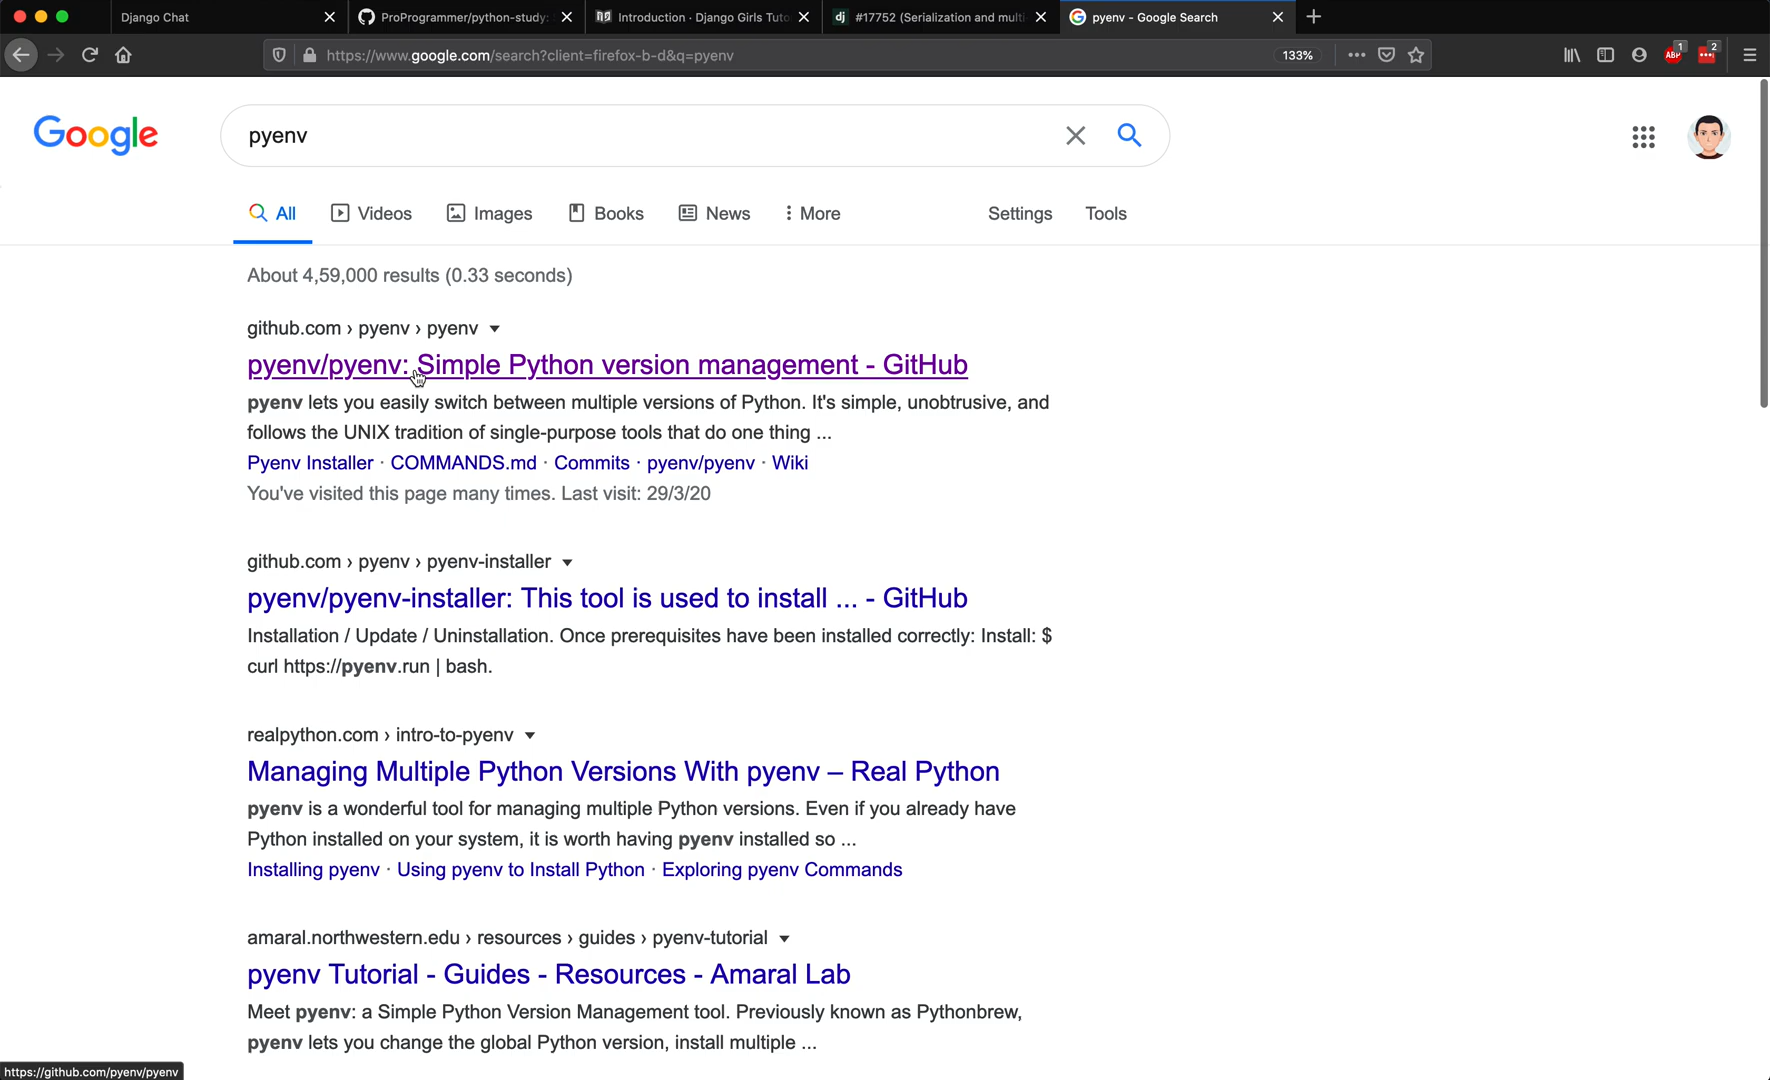 Django Chat
ProProgrammer/python-study:
Introduction · Django Girls Tuto
dj #17752 (Serialization and multi-
pyenv - Google Search
https://www.google.com/search?client=firefox-b-d&q=pyenv
133%
ABP 1
2
Google
pyenv
All
Videos
Images
Books
News
More
Settings
Tools
About 4,59,000 results (0.33 seconds)
github.com › pyenv › pyenv
pyenv/pyenv: Simple Python version management - GitHub
pyenv lets you easily switch between multiple versions of Python. It's simple, unobtrusive, and
follows the UNIX tradition of single-purpose tools that do one thing ...
Pyenv Installer · COMMANDS.md · Commits · pyenv/pyenv · Wiki
You've visited this page many times. Last visit: 29/3/20
github.com › pyenv › pyenv-installer
pyenv/pyenv-installer: This tool is used to install ... - GitHub
Installation / Update / Uninstallation. Once prerequisites have been installed correctly: Install: $
curl https://pyenv.run | bash.
realpython.com › intro-to-pyenv
Managing Multiple Python Versions With pyenv – Real Python
pyenv is a wonderful tool for managing multiple Python versions. Even if you already have
Python installed on your system, it is worth having pyenv installed so ...
Installing pyenv · Using pyenv to Install Python · Exploring pyenv Commands
amaral.northwestern.edu › resources › guides › pyenv-tutorial
pyenv Tutorial - Guides - Resources - Amaral Lab
Meet pyenv: a Simple Python Version Management tool. Previously known as Pythonbrew,
pyenv lets you change the global Python version, install multiple ...
https://github.com/pyenv/pyenv